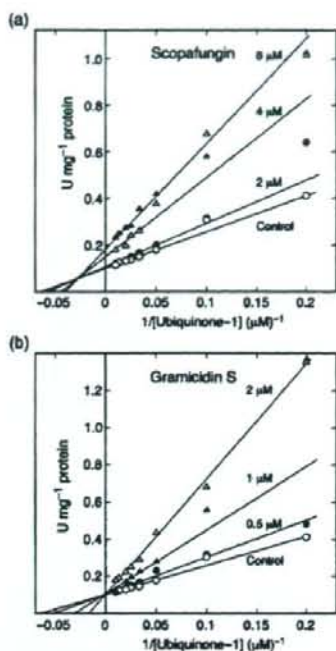 (a)
Scopafungin
8 µM
4 µM
2 µM
Control
U mg⁻¹ protein
1.0
0.8
0.6
0.4
0.2
−0.05 0 0.05 0.1 0.15 0.2
1/[Ubiquinone-1] (µM)⁻¹
(b)
Gramicidin S
2 µM
1 µM
0.5 µM
Control
U mg⁻¹ protein
1.2
1.0
0.8
0.6
0.4
0.2
−0.05 0 0.05 0.1 0.15 0.2
1/[Ubiquinone-1] (µM)⁻¹